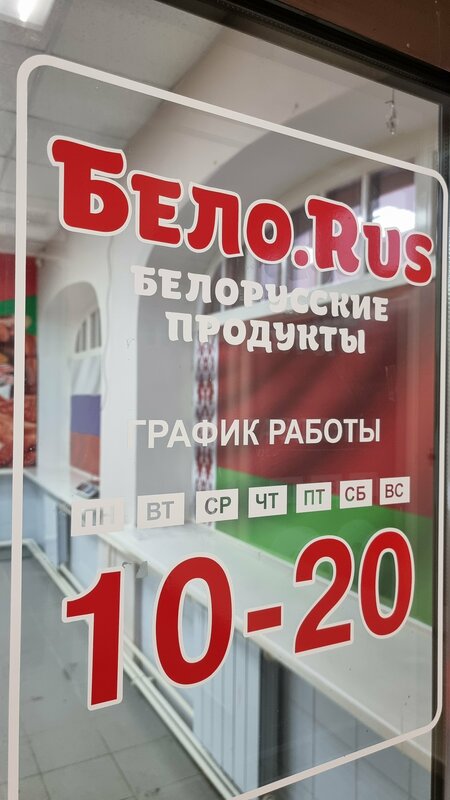 Бело.Rus
БЕЛОРУССКИЕ
ПРОДУКТЫ
ГРАФИК РАБОТЫ
ПН ВТ СР ЧТ ПТ СБ ВС
10-20